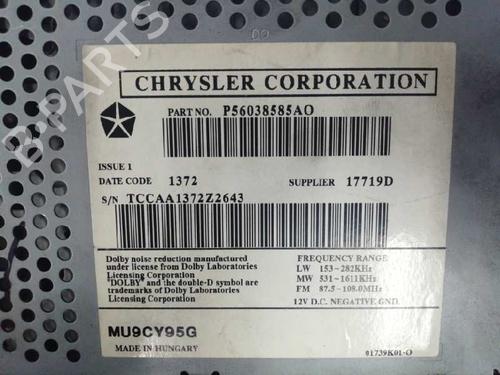 CHRYSLER CORPORATION
PART NO. P56038585AO
ISSUE 1
DATE CODE 1372 SUPPLIER 17719D
S/N TCCAA1372Z2643
Dolby noise reduction manufactured
under license from Dolby Laboratories
Licensing Corporation
"DOLBY" and the double-D symbol are
trademarks of Dolby Laboratories
Licensing Corporation
FREQUENCY RANGE
LW 153-282KHz
MW 531-1611KHz
FM 87.5-108.0MHz
12V D.C. NEGATIVE GND.
MU9CY95G
MADE IN HUNGARY
01739K01-O